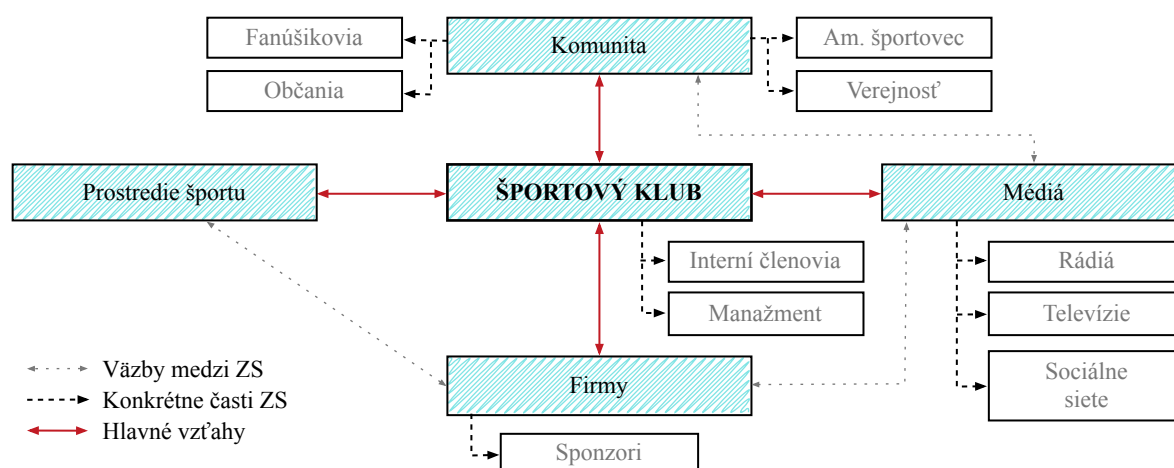 Fanúšikovia
Komunita
Am. športovec
Občania
Verejnosť
Prostredie športu
ŠPORTOVÝ KLUB
Médiá
Interní členovia
Rádiá
Manažment
Televízie
Väzby medzi ZS
Firmy
Sociálne
siete
Konkrétne časti ZS
Hlavné vzťahy
Sponzori